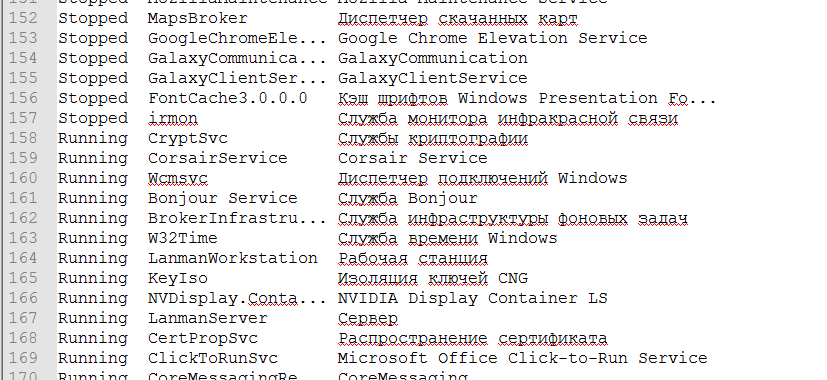 151 Stopped MozillaMaintenance Mozilla Maintenance Service
152 Stopped MapsBroker Диспетчер скачанных карт
153 Stopped GoogleChromeEle... Google Chrome Elevation Service
154 Stopped GalaxyCommunica... GalaxyCommunication
155 Stopped GalaxyClientSer... GalaxyClientService
156 Stopped FontCache3.0.0.0 Кэш шрифтов Windows Presentation Fo...
157 Stopped irmon Служба монитора инфракрасной связи
158 Running CryptSvc Службы криптографии
159 Running CorsairService Corsair Service
160 Running Wcmsvc Диспетчер подключений Windows
161 Running Bonjour Service Служба Bonjour
162 Running BrokerInfrastru... Служба инфраструктуры фоновых задач
163 Running W32Time Служба времени Windows
164 Running LanmanWorkstation Рабочая станция
165 Running KeyIso Изоляция ключей CNG
166 Running NVDisplay.Conta... NVIDIA Display Container LS
167 Running LanmanServer Сервер
168 Running CertPropSvc Распространение сертификата
169 Running ClickToRunSvc Microsoft Office Click-to-Run Service
170 Running CoreMessagingRe... CoreMessaging